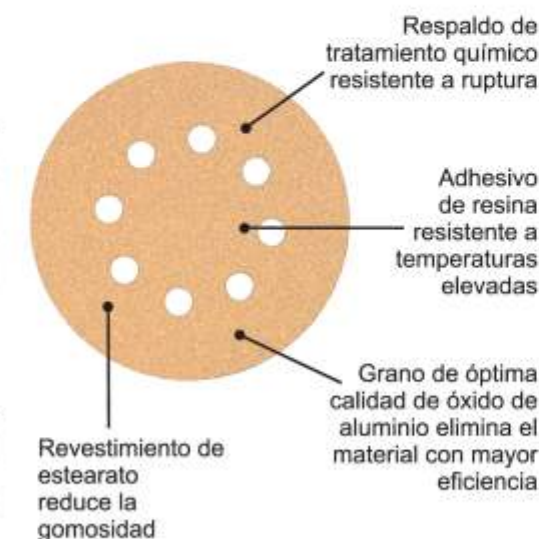 Respaldo de
tratamiento químico
resistente a ruptura
Adhesivo
de resina
resistente a
temperaturas
elevadas
Grano de óptima
calidad de óxido de
aluminio elimina el
material con mayor
eficiencia
Revestimiento de
estearato
reduce la
gomosidad